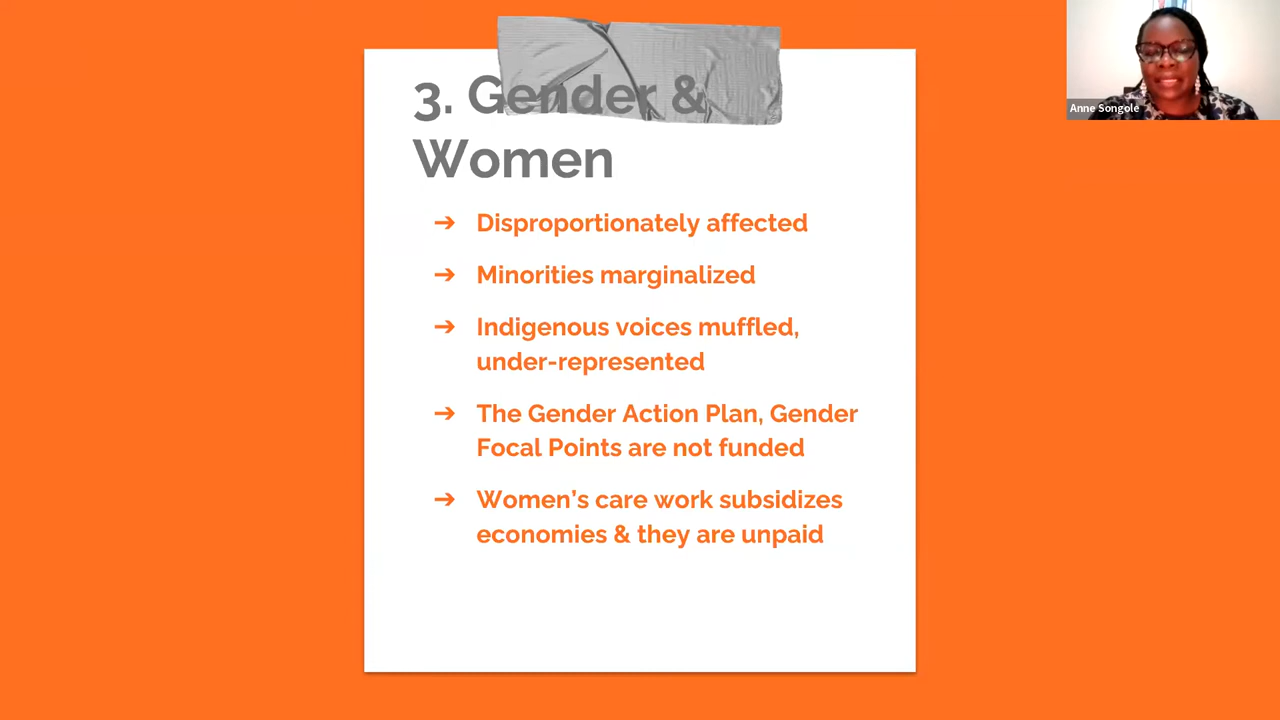 3. Gender &
Women
➔ Disproportionately affected
➔ Minorities marginalized
➔ Indigenous voices muffled,
under-represented
➔ The Gender Action Plan, Gender
Focal Points are not funded
➔ Women's care work subsidizes
economies & they are unpaid
Anne Songole